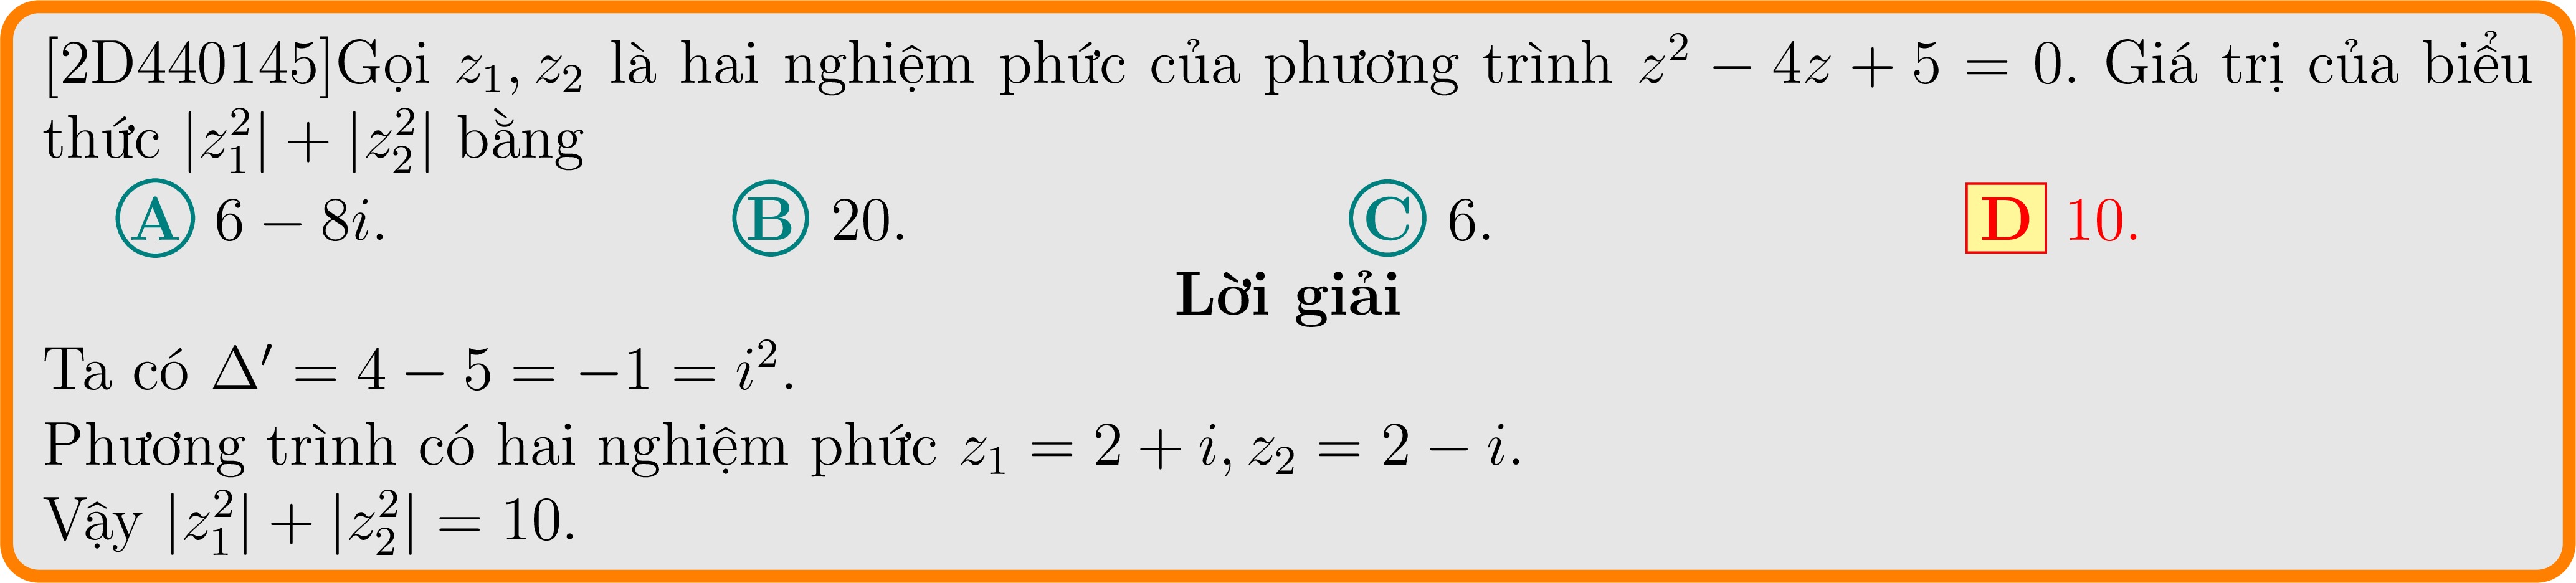 [2D440145]Gọi $z_1, z_2$ là hai nghiệm phức của phương trình $z^2 - 4z + 5 = 0$. Giá trị của biểu
thức $|z_1^2| + |z_2^2|$ bằng
Ⓐ $6 - 8i$. Ⓑ 20. Ⓒ 6. D 10.
Lời giải
Ta có $\Delta' = 4 - 5 = -1 = i^2$.
Phương trình có hai nghiệm phức $z_1 = 2 + i, z_2 = 2 - i$.
Vậy $|z_1^2| + |z_2^2| = 10$.